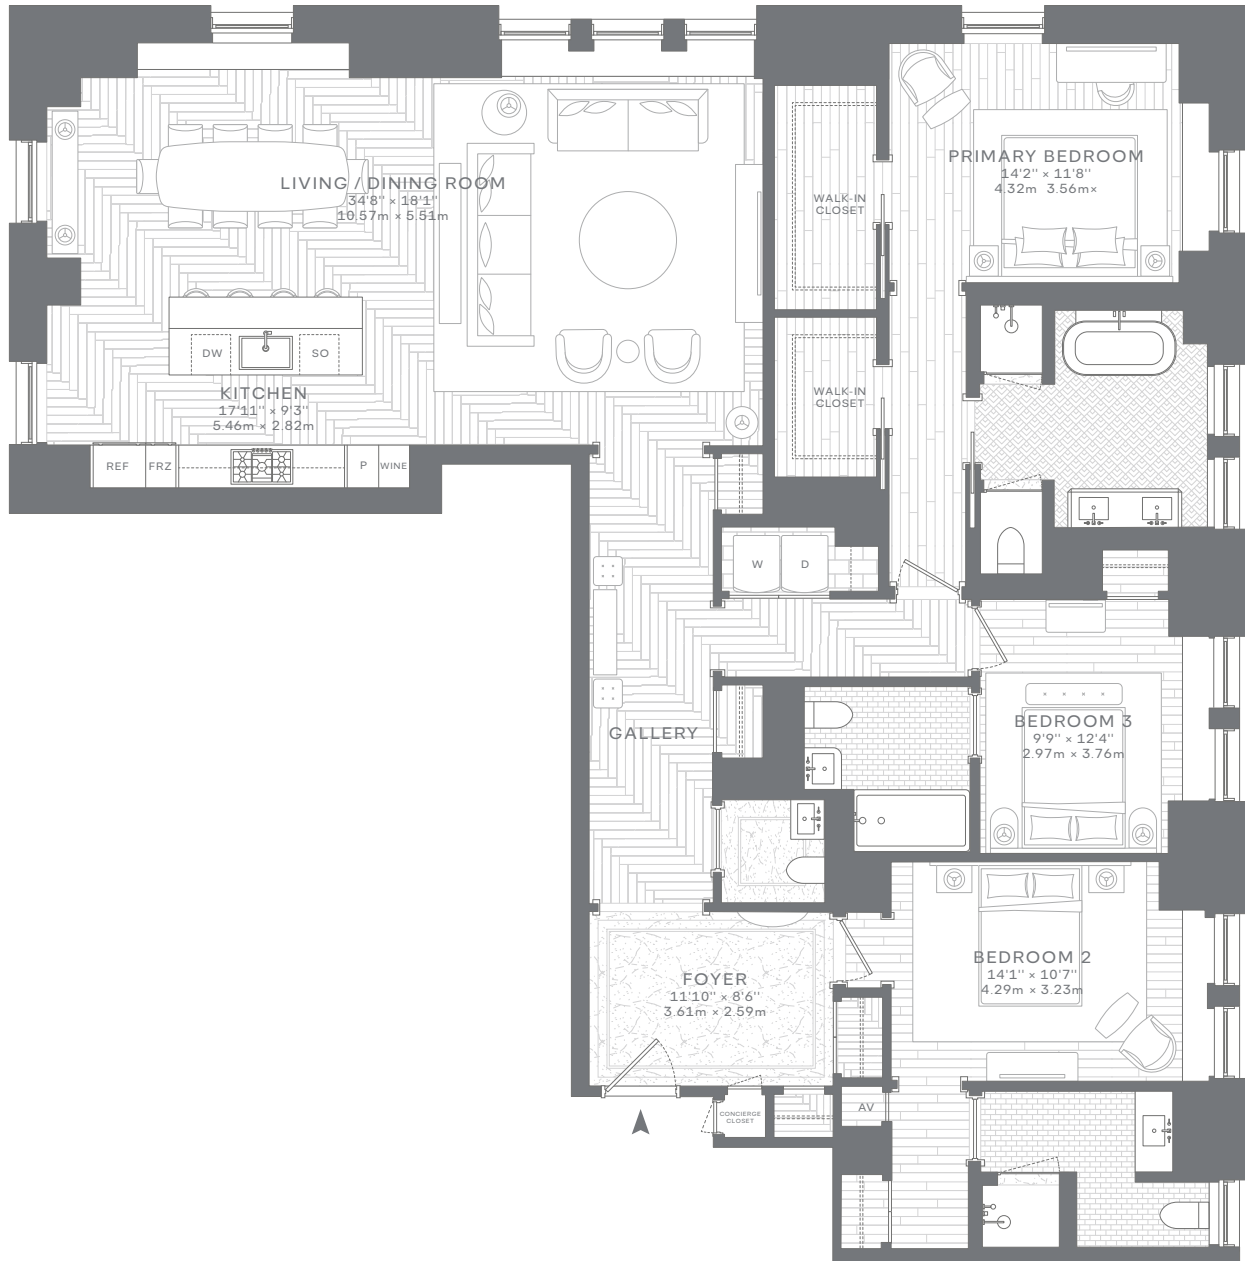 PRIMARY BEDROOM
14'2" × 11'8"
4.32m 3.56m×
LIVING / DINING ROOM
34'8" × 18'1"
10.57m × 5.51m
WALK-IN
CLOSET
DW
SO
KITCHEN
17'11" × 9'3"
5.46m × 2.82m
WALK-IN
CLOSET
REF
FRZ
P
WINE
W
D
GALLERY
BEDROOM 3
9'9" × 12'4"
2.97m × 3.76m
BEDROOM 2
14'1" × 10'7"
4.29m × 3.23m
FOYER
11'10" × 8'6"
3.61m × 2.59m
CONCIERGE
CLOSET
AV